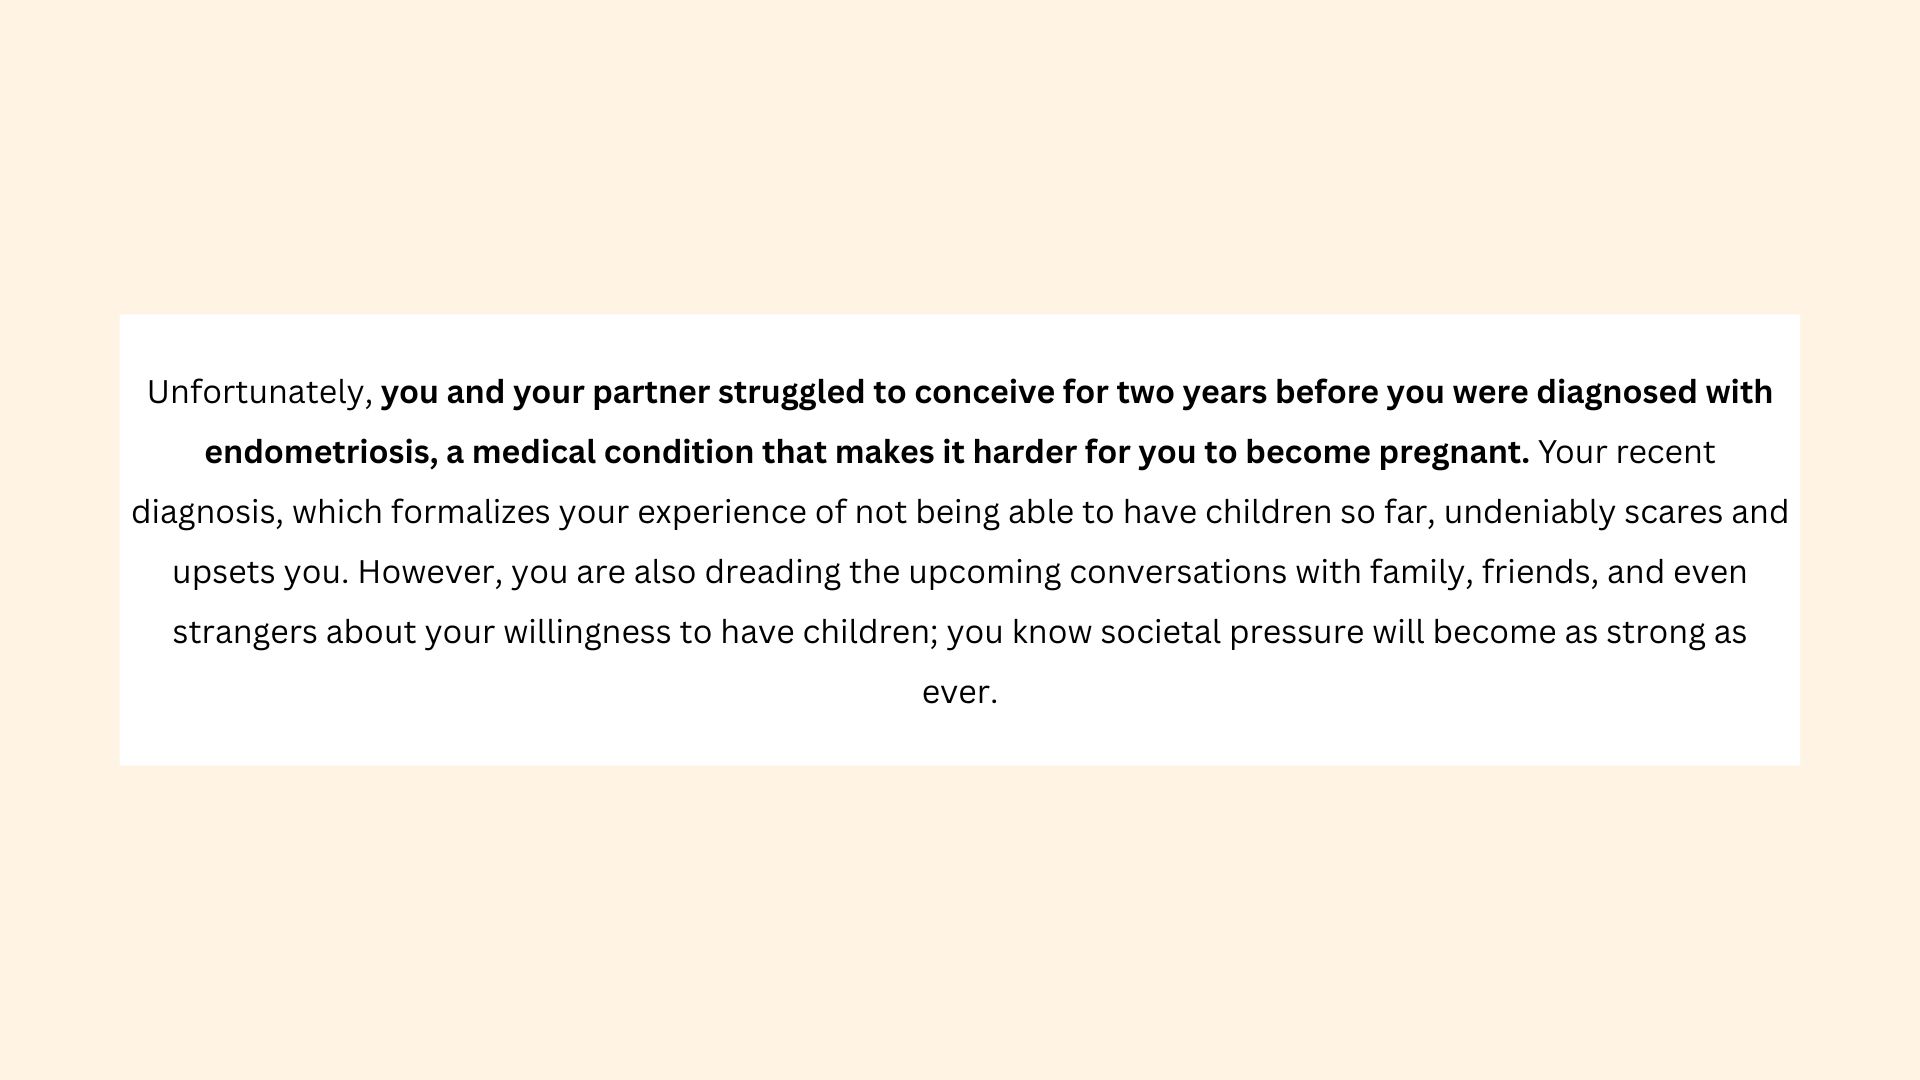 Unfortunately, you and your partner struggled to conceive for two years before you were diagnosed with
endometriosis, a medical condition that makes it harder for you to become pregnant. Your recent
diagnosis, which formalizes your experience of not being able to have children so far, undeniably scares and
upsets you. However, you are also dreading the upcoming conversations with family, friends, and even
strangers about your willingness to have children; you know societal pressure will become as strong as
ever.